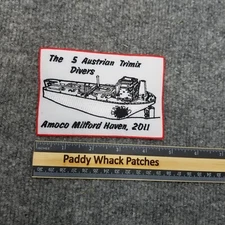 The 5 Austrian Trimix
Divers
Amoco Milford Haven, 2011
Paddy Whack Patches